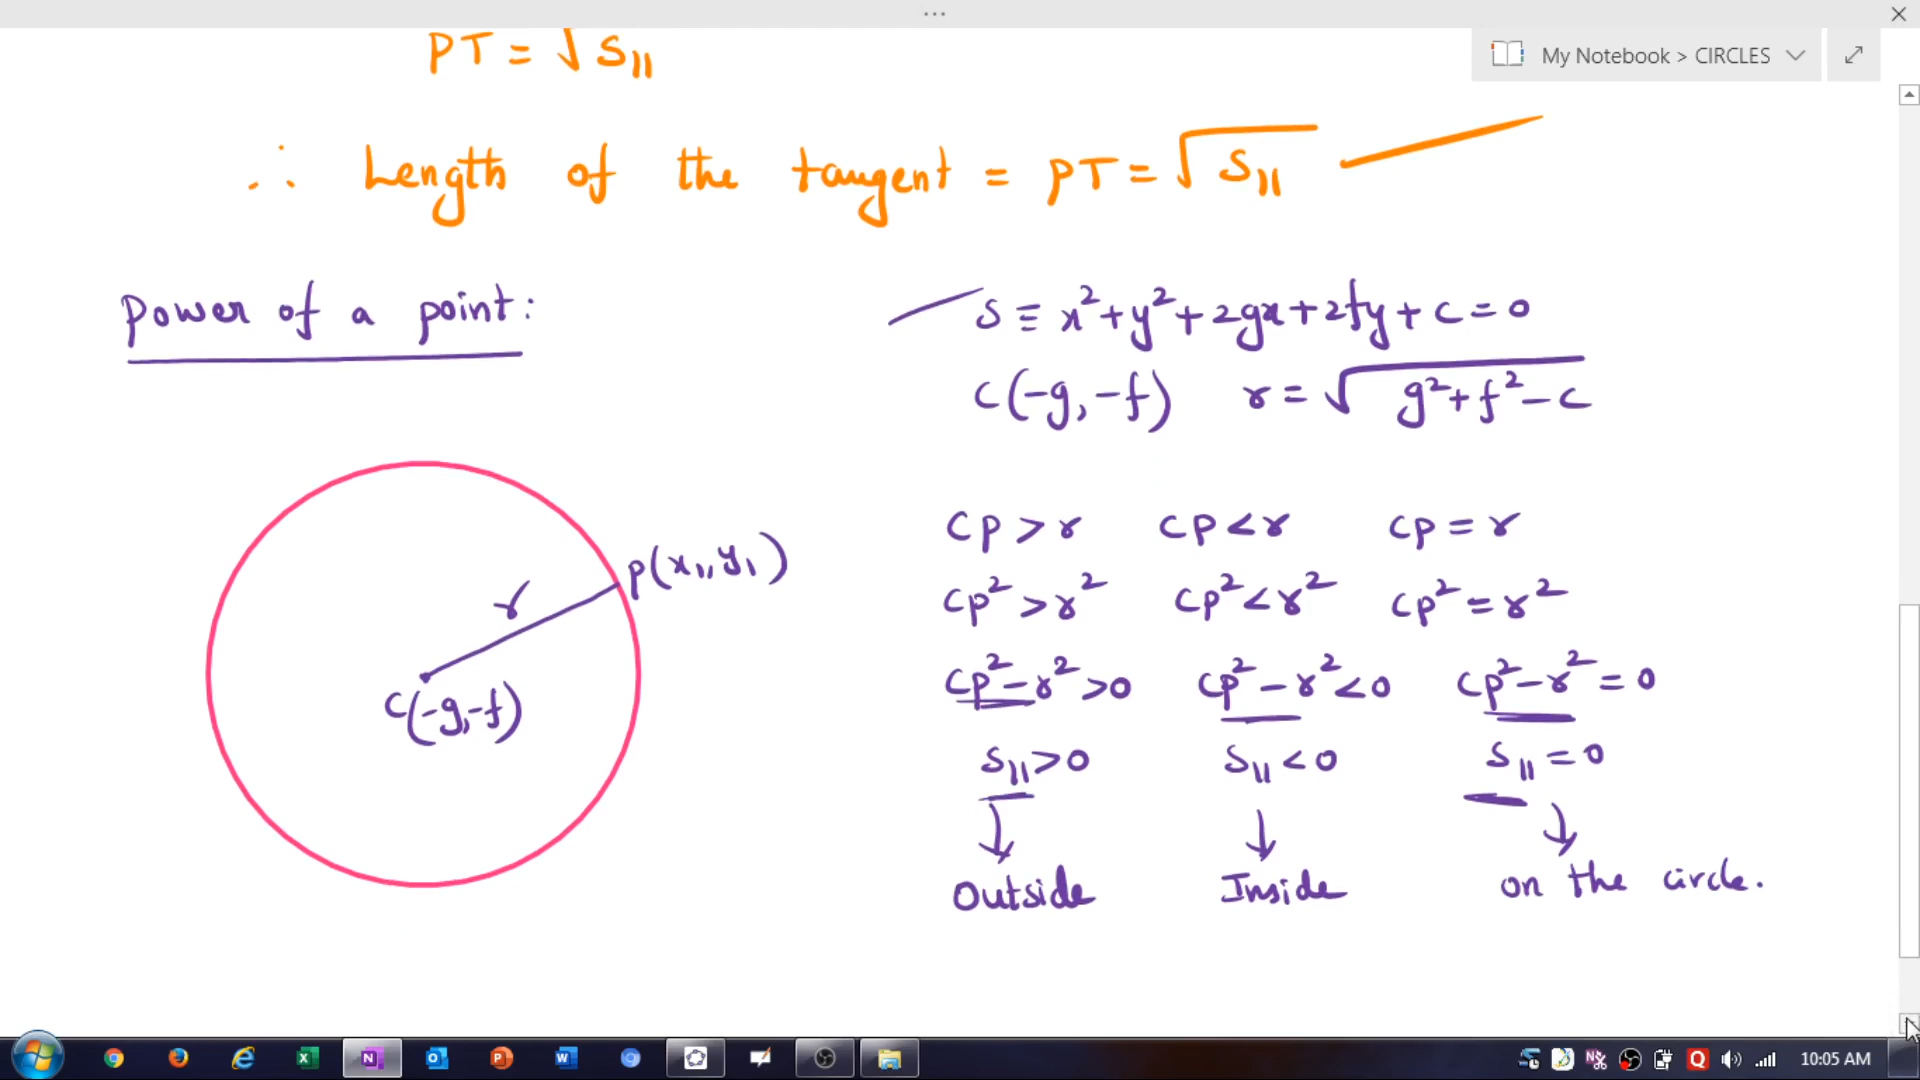 ...
My Notebook > CIRCLES
PT = √S₁₁
∴ Length of the tangent = PT = √S₁₁
Power of a point:
S ≡ x² + y² + 2gx + 2fy + c = 0
C(-g, -f) r = √g² + f² - c
CP > r CP < r CP = r
CP² > r² CP² < r² CP² = r²
CP² - r² > 0 CP² - r² < 0 CP² - r² = 0
S₁₁ > 0 S₁₁ < 0 S₁₁ = 0
Outside Inside on the circle.
P(x₁, y₁)
r
C(-g, -f)
10:05 AM